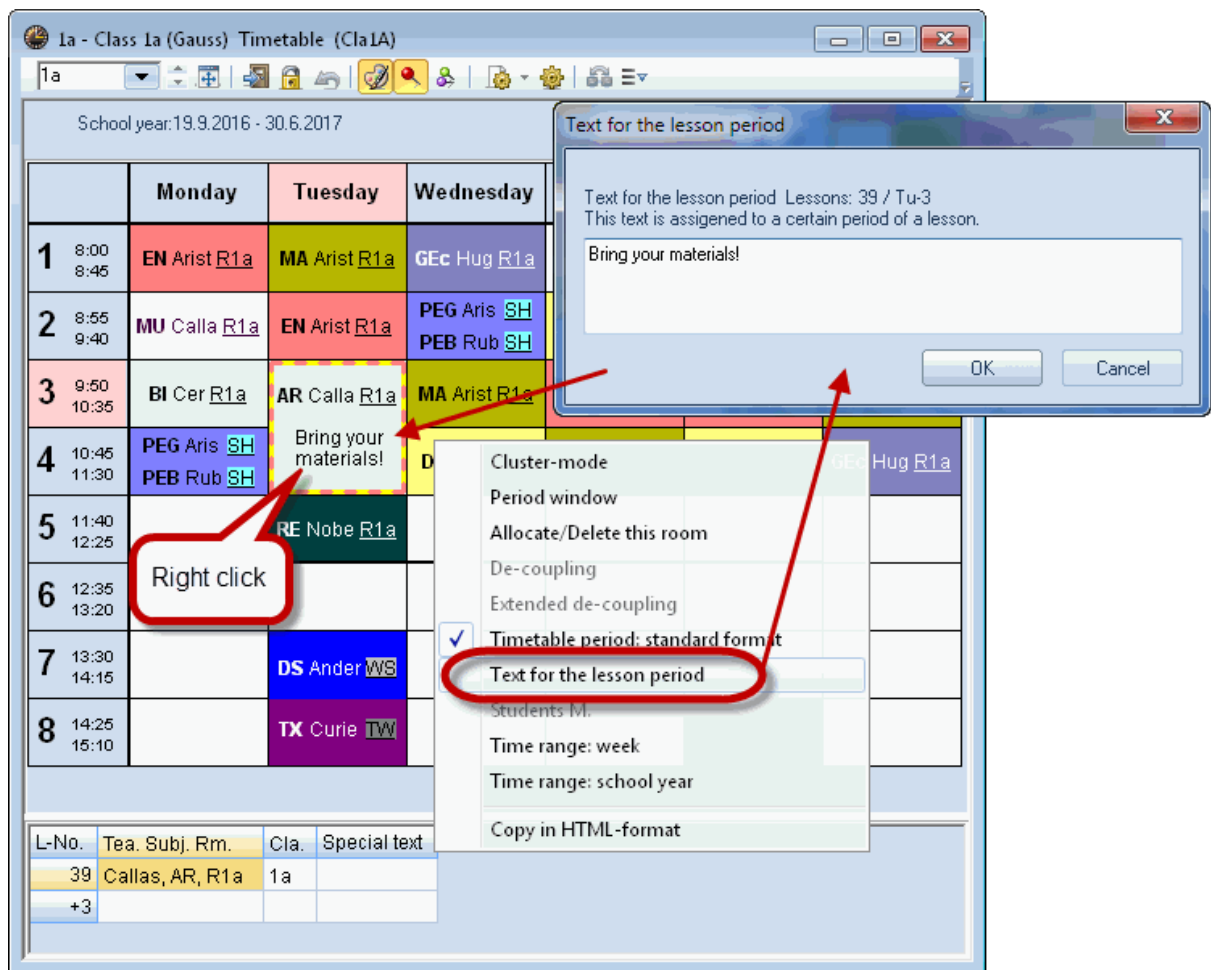 1a - Class 1a (Gauss) Timetable (Cla1A)
1a
School year:19.9.2016 - 30.6.2017
Text for the lesson period
Text for the lesson period Lessons: 39 / Tu-3
This text is assigened to a certain period of a lesson.
Bring your materials!
OK Cancel
Monday Tuesday Wednesday
1 8:00 8:45 EN Arist R1a MA Arist R1a GEc Hug R1a
2 8:55 9:40 MU Calla R1a EN Arist R1a PEG Aris SH
PEB Rub SH
3 9:50 10:35 BI Cer R1a AR Calla R1a MA Arist R1a
Bring your
materials!
4 10:45 11:30 PEG Aris SH D GEc Hug R1a
PEB Rub SH
5 11:40 12:25 RE Nobe R1a
Right click
6 12:35 13:20
7 13:30 14:15 DS Ander WS
8 14:25 15:10 TX Curie TW
Cluster-mode
Period window
Allocate/Delete this room
De-coupling
Extended de-coupling
Timetable period: standard format
Text for the lesson period
Students M.
Time range: week
Time range: school year
Copy in HTML-format
L-No. Tea. Subj. Rm. Cla. Special text
39 Callas, AR, R1a 1a
+3